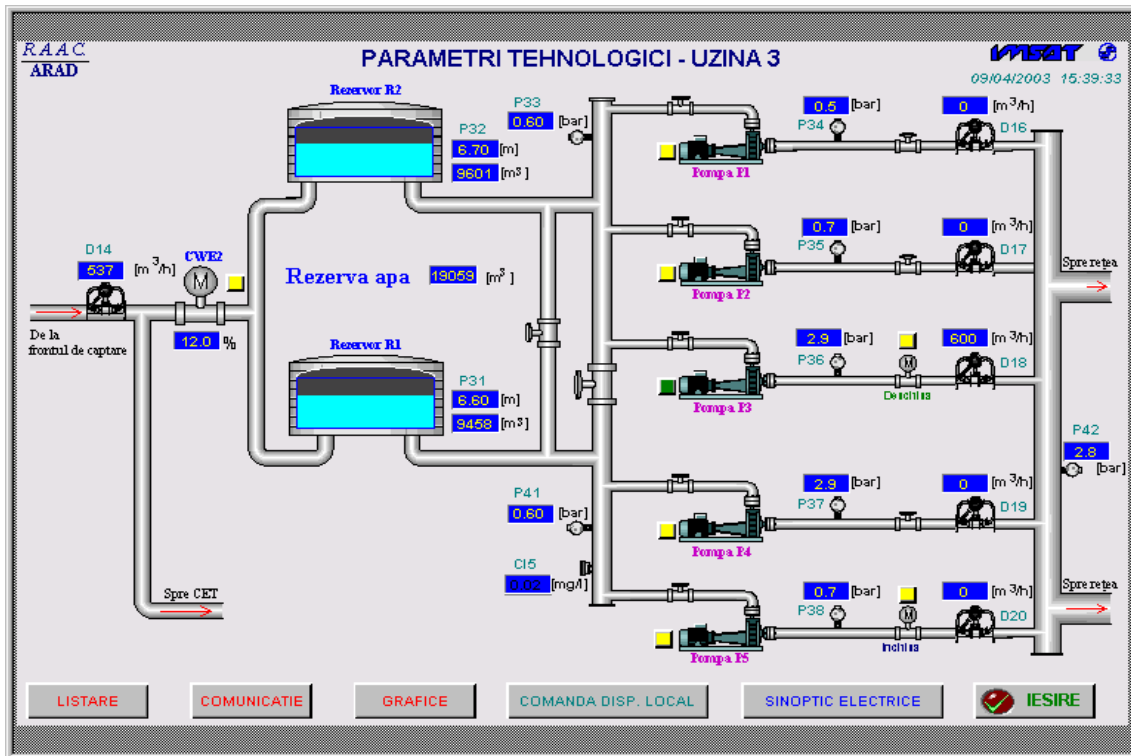 RAAC
ARAD
PARAMETRI TEHNOLOGICI - UZINA 3
IMSAT
09/04/2003 15:39:33
Rezervor R2
P32
6.70 [m]
9601 [m³]
P33
0.60 [bar]
0.5 [bar]
P34
0 [m³/h]
D16
Pompa P1
0.7 [bar]
P35
0 [m³/h]
D17
Pompa P2
Spre rețea
D14
537 [m³/h]
CWE2
M
12.0 %
De la
frontul de captare
Rezerva apa 19059 [m³]
Rezervor R1
P31
6.60 [m]
9458 [m³]
2.9 [bar]
P36
M
Deschisa
600 [m³/h]
D18
Pompa P3
P42
2.8
[bar]
P41
0.60 [bar]
2.9 [bar]
P37
0 [m³/h]
D19
Pompa P4
Cl5
0.02 [mg/l]
0.7 [bar]
P38
M
Inchisa
0 [m³/h]
D20
Pompa P5
Spre rețea
Spre CET
LISTARE
COMUNICATIE
GRAFICE
COMANDA DISP. LOCAL
SINOPTIC ELECTRICE
IESIRE